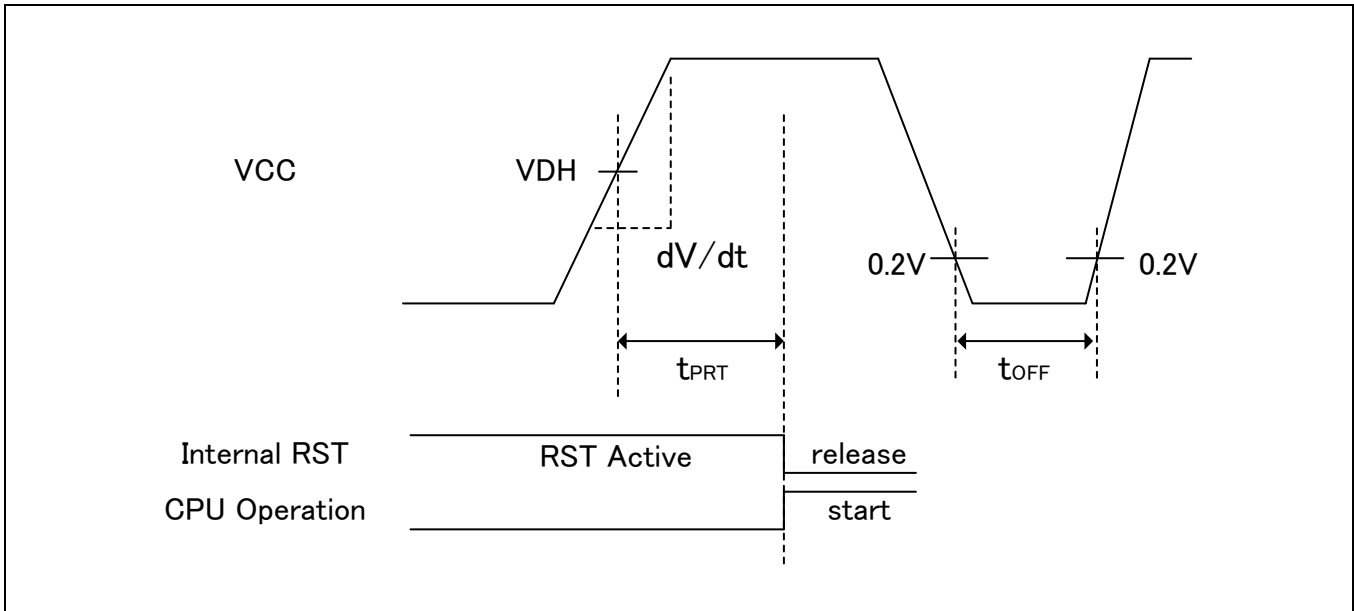 VCC
VDH
dV/dt
0.2V
0.2V
tPRT
tOFF
Internal RST
RST Active
release
CPU Operation
start